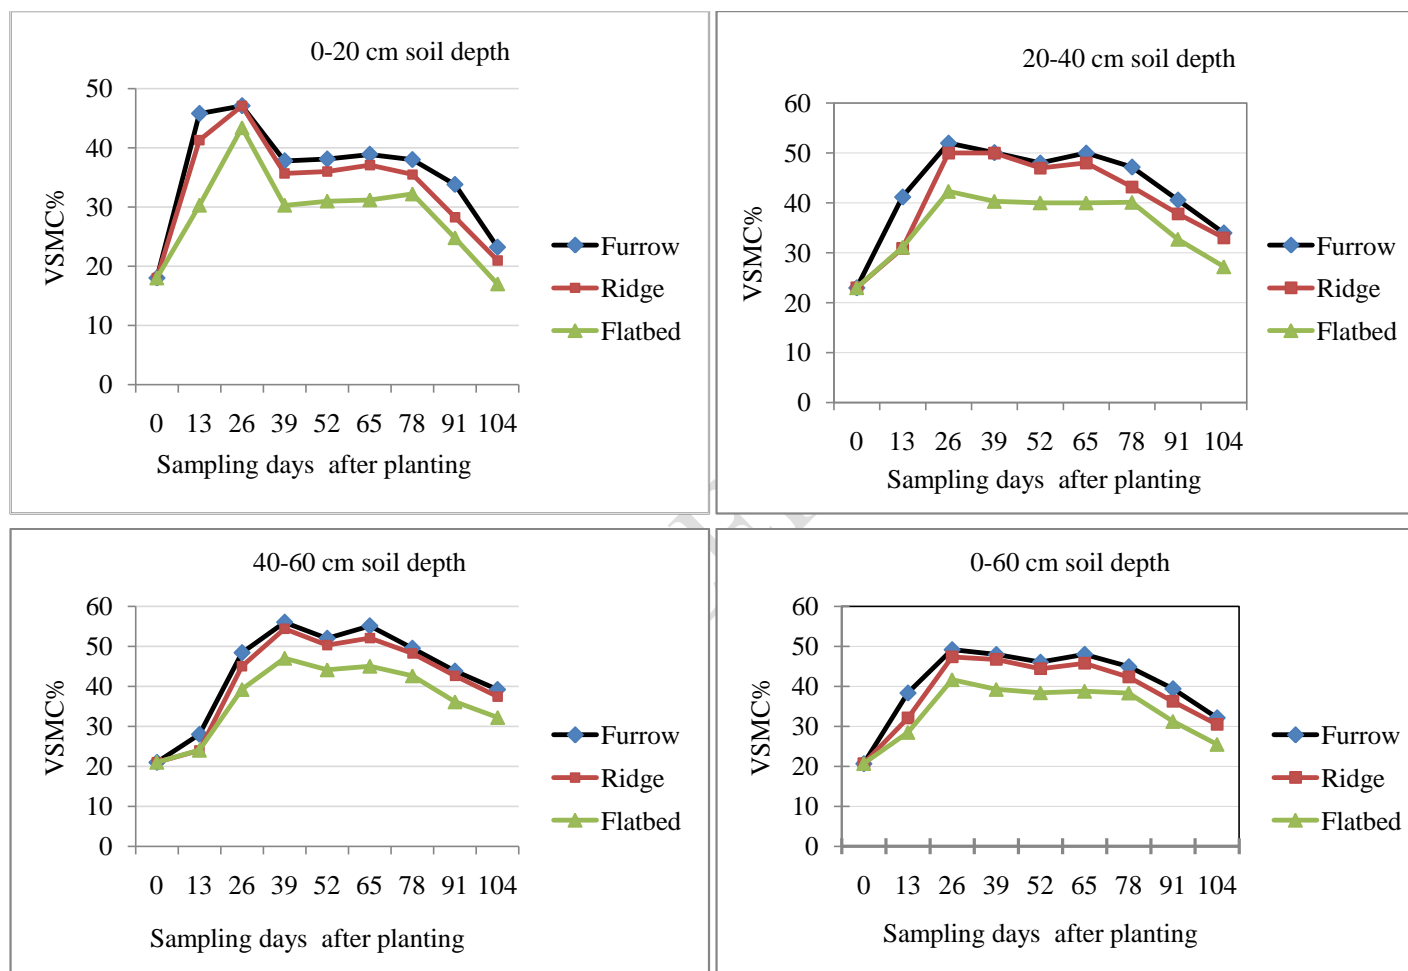 0-20 cm soil depth
50
40
30
20
10
0
VSMC%
0 13 26 39 52 65 78 91 104
Sampling days after planting
Furrow
Ridge
Flatbed
20-40 cm soil depth
60
50
40
30
20
10
0
VSMC%
0 13 26 39 52 65 78 91 104
Sampling days after planting
Furrow
Ridge
Flatbed
40-60 cm soil depth
60
50
40
30
20
10
0
VSMC%
0 13 26 39 52 65 78 91 104
Sampling days after planting
Furrow
Ridge
Flatbed
0-60 cm soil depth
60
50
40
30
20
10
0
VSMC%
0 13 26 39 52 65 78 91 104
Sampling days after planting
Furrow
Ridge
Flatbed